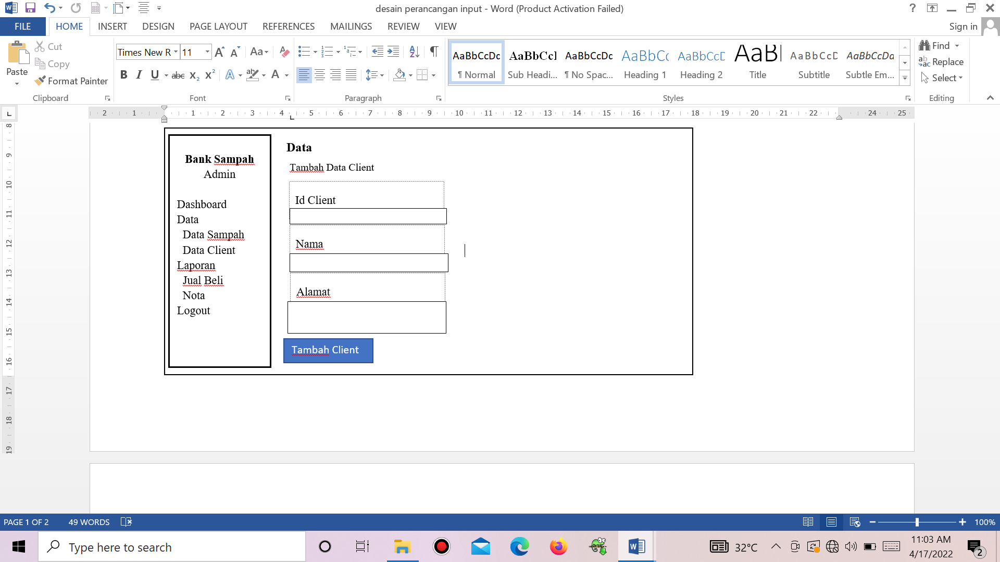 desain perancangan input - Word (Product Activation Failed)
FILE HOME INSERT DESIGN PAGE LAYOUT REFERENCES MAILINGS REVIEW VIEW Sign in
Paste
Cut
Copy
Format Painter
Clipboard
Times New R 11
Font
Paragraph
AaBbCcDc AaBbCc] AaBbCcDc AaBbC( AaBbCcC AaB AaBbCcD AaBbCcDa
¶ Normal Sub Headi... ¶ No Spac... Heading 1 Heading 2 Title Subtitle Subtle Em...
Styles
Find
Replace
Select
Editing
2 1 1 2 3 4 5 6 7 8 9 10 11 12 13 14 15 16 17 18 19 20 21 22 24 25
8
9
10
11
12
13
14
15
16
17
18
19
Bank Sampah
Admin
Dashboard
Data
Data Sampah
Data Client
Laporan
Jual Beli
Nota
Logout
Data
Tambah Data Client
Id Client
Nama
Alamat
Tambah Client
PAGE 1 OF 2 49 WORDS 100%
Type here to search
32°C
11:03 AM
4/17/2022
2